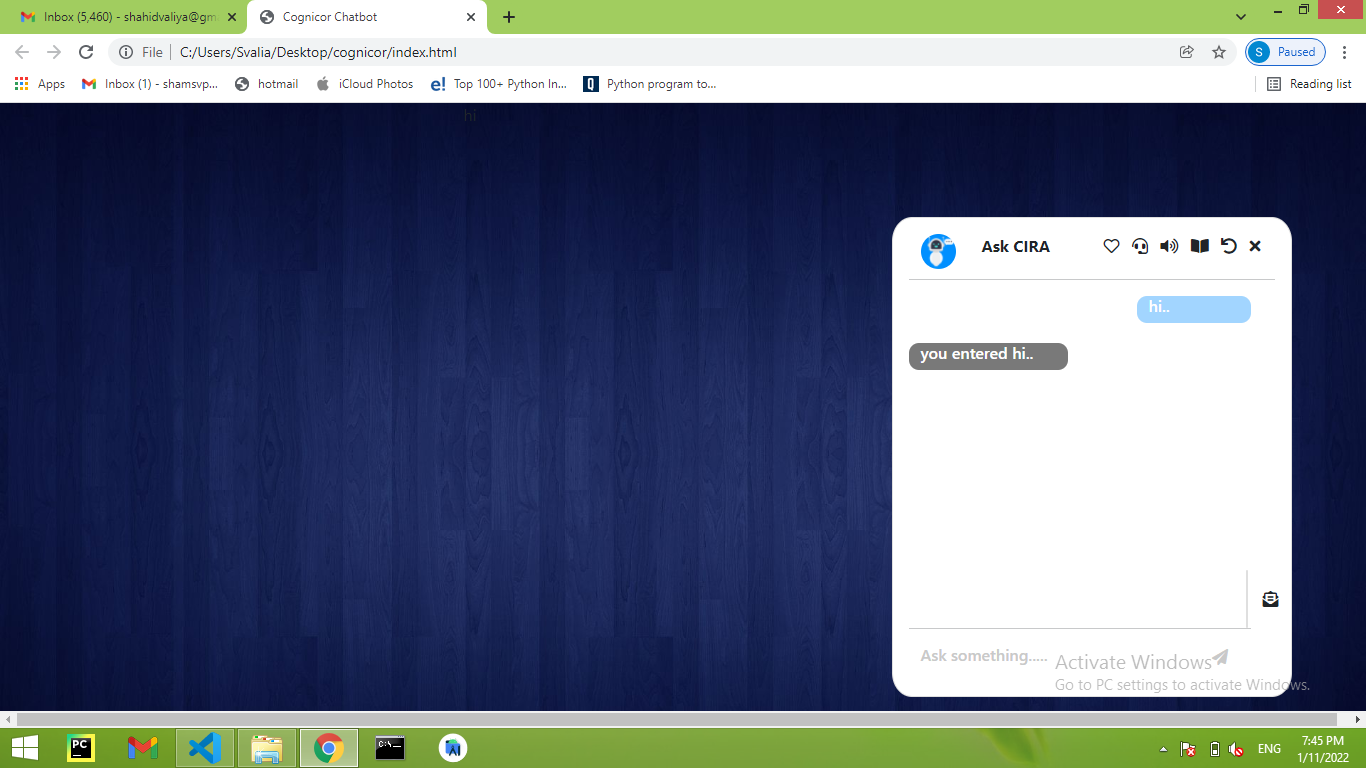 Inbox (5,460) - shahidvaliya@gm
Cognicor Chatbot
File C:/Users/Svalia/Desktop/cognicor/index.html
S Paused
Apps Inbox (1) - shamsvp... hotmail iCloud Photos e! Top 100+ Python In... Q Python program to... Reading list
hi
Ask CIRA
hi..
you entered hi..
Ask something.....
Activate Windows
Go to PC settings to activate Windows.
PC
C:\
ENG
7:45 PM
1/11/2022